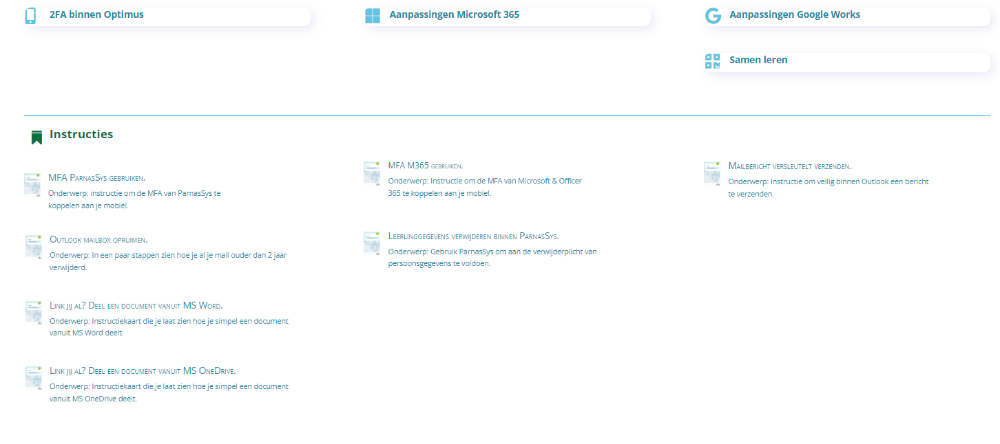 2FA binnen Optimus
Aanpassingen Microsoft 365
Aanpassingen Google Works
Samen leren
Instructies
MFA ParnasSys gebruiken.
Onderwerp: instructie om de MFA van ParnasSys te
koppelen aan je mobiel.
Outlook mailbox opruimen.
Onderwerp: In een paar stappen zien hoe je al je mail ouder dan 2 jaar
verwijderd.
Link jij al? Deel een document vanuit MS Word.
Onderwerp: Instructiekaart die je laat zien hoe je simpel een document
vanuit MS Word deelt.
Link jij al? Deel een document vanuit MS OneDrive.
Onderwerp: Instructiekaart die je laat zien hoe je simpel een document
vanuit MS OneDrive deelt.
MFA M365 gebruiken.
Onderwerp: Instructie om de MFA van Microsoft & Officer
365 te koppelen aan je mobiel.
Leerlinggegevens verwijderen binnen ParnasSys.
Onderwerp: Gebruik ParnasSys om aan de verwijderplicht van
persoonsgegevens te voldoen.
Mailbericht versleutelt verzenden.
Onderwerp: Instructie om veilig binnen Outlook een bericht
te verzenden.